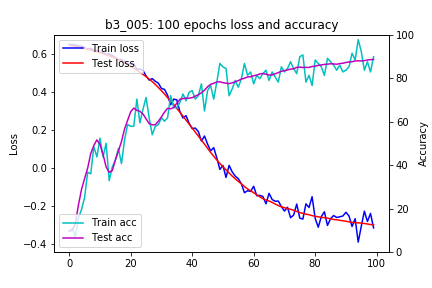 b3_005: 100 epochs loss and accuracy
Train loss
Test loss
Train acc
Test acc
Loss
Accuracy
0.6
0.4
0.2
0.0
−0.2
−0.4
100
80
60
40
20
0
0 20 40 60 80 100